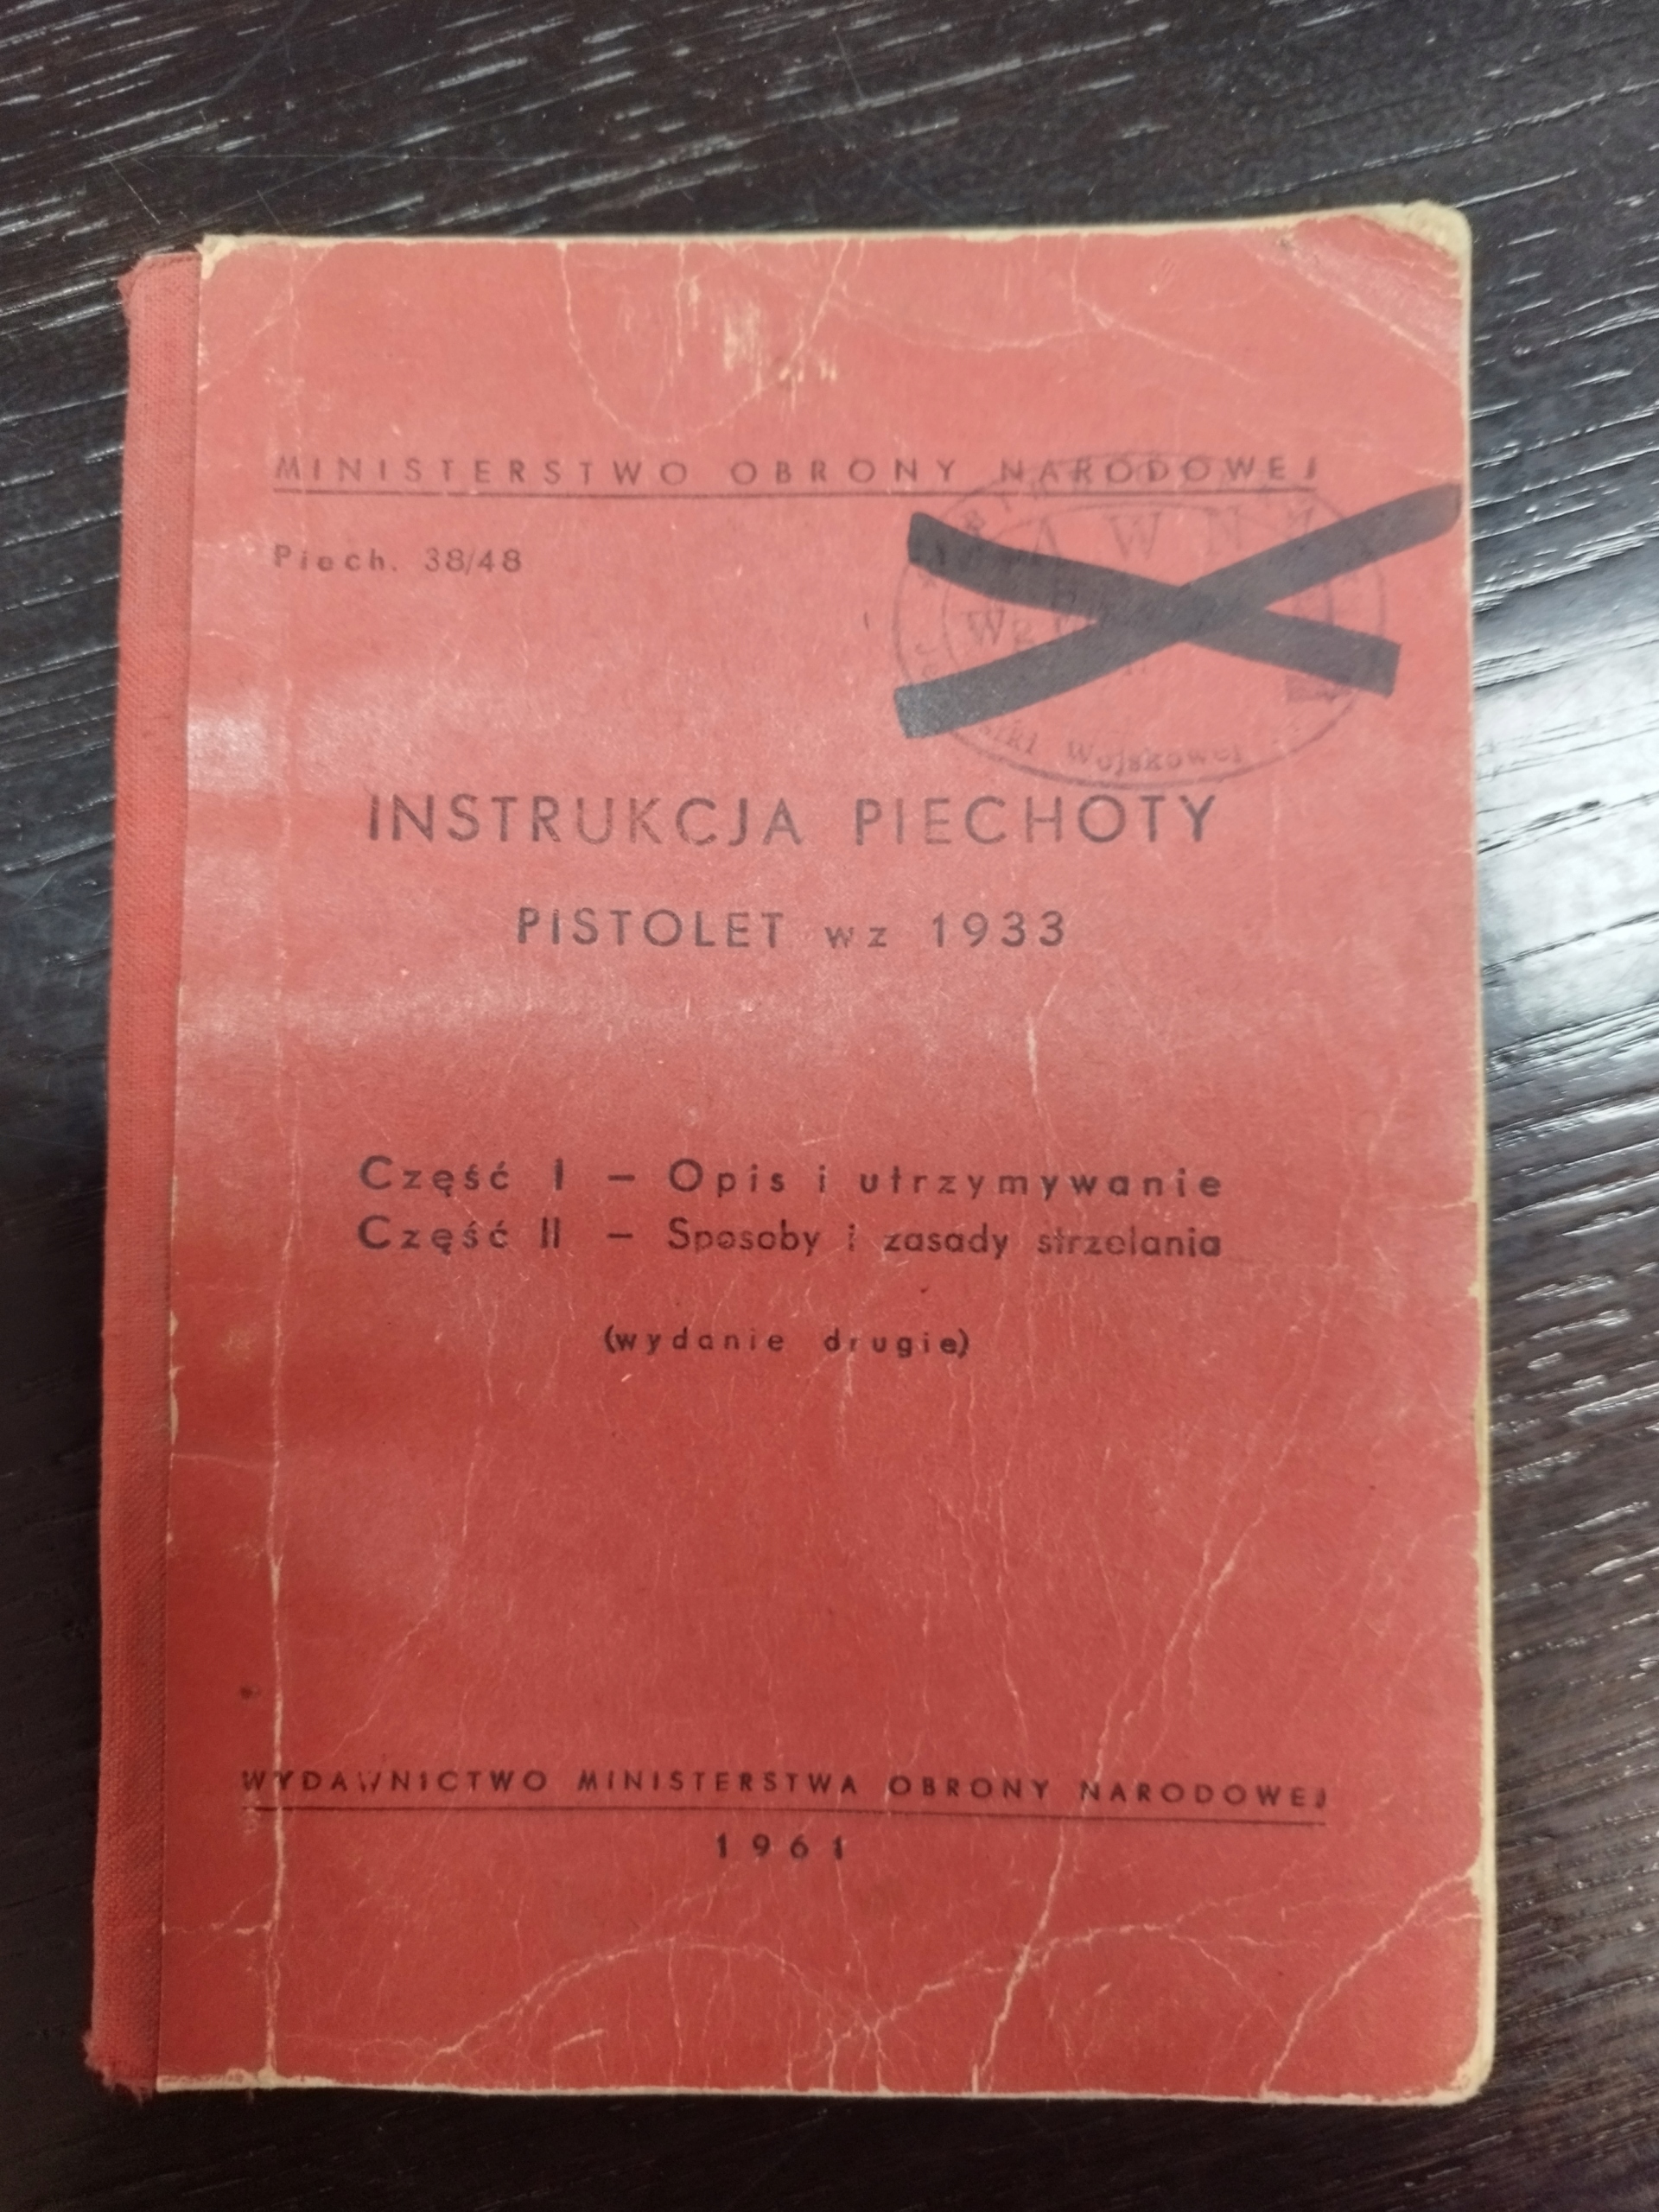 MINISTERSTWO OBRONY NARODOWEJ
Piech. 38/48
INSTRUKCJA PIECHOTY
PISTOLET wz 1933
Część I — Opis i utrzymywanie
Część II — Sposoby i zasady strzelania
(wydanie drugie)
WYDAWNICTWO MINISTERSTWA OBRONY NARODOWEJ
1961
Wojskowej